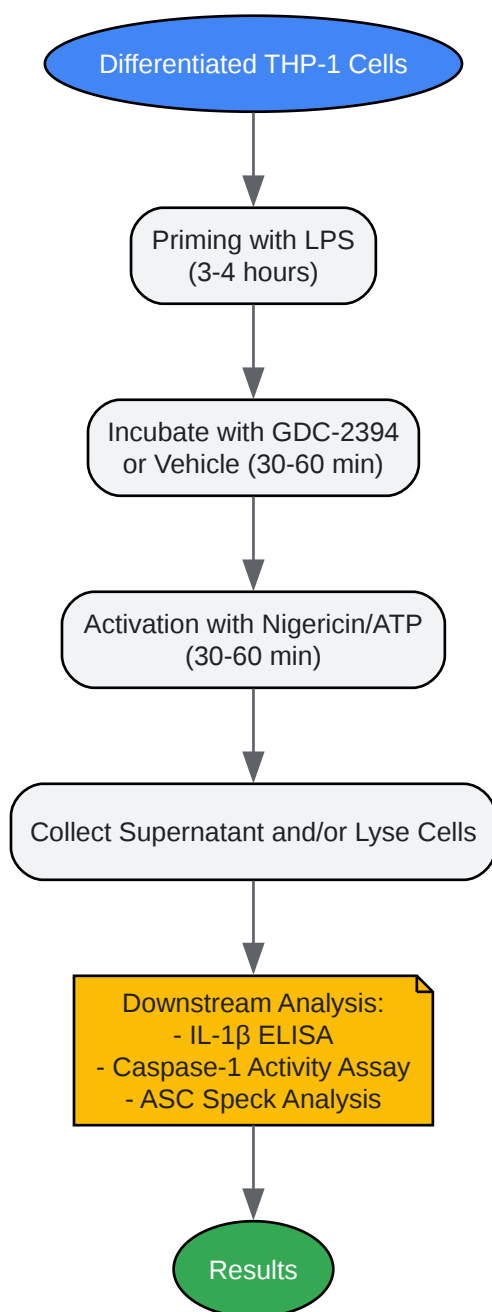 Differentiated THP-1 Cells
Priming with LPS
(3-4 hours)
Incubate with GDC-2394
or Vehicle (30-60 min)
Activation with Nigericin/ATP
(30-60 min)
Collect Supernatant and/or Lyse Cells
Downstream Analysis:
- IL-1β ELISA
- Caspase-1 Activity Assay
- ASC Speck Analysis
Results